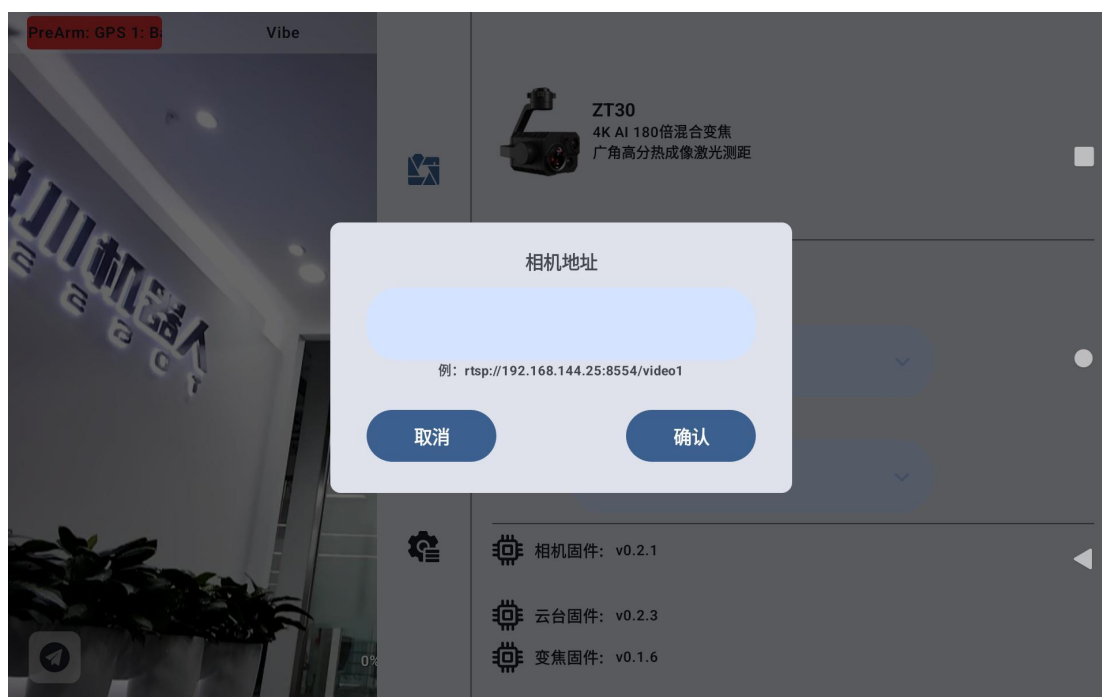 PreArm: GPS 1: B
Vibe
ZT30
4K AI 180倍混合变焦
广角高分热成像激光测距
机器人
相机地址
例：rtsp://192.168.144.25:8554/video1
取消
确认
相机固件：v0.2.1
云台固件：v0.2.3
变焦固件：v0.1.6
0%